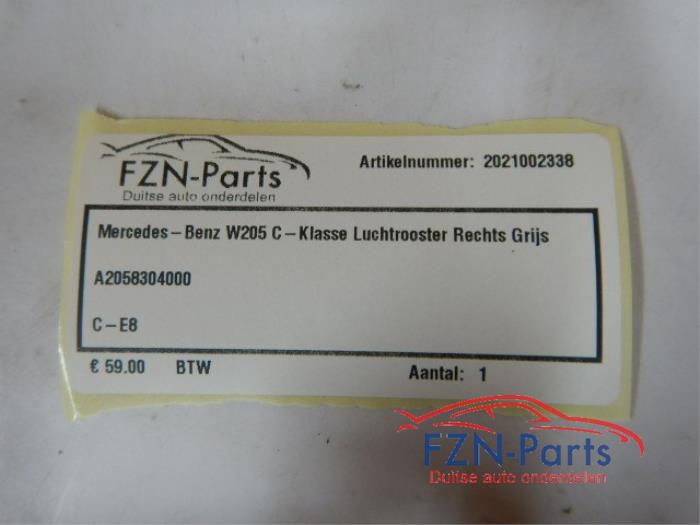 FZN-Parts
Duitse auto onderdelen
Artikelnummer: 2021002338
Mercedes-Benz W205 C-Klasse Luchtrooster Rechts Grijs
A2058304000
C-E8
€ 59.00 BTW Aantal: 1
FZN-Parts
Duitse auto onderdelen